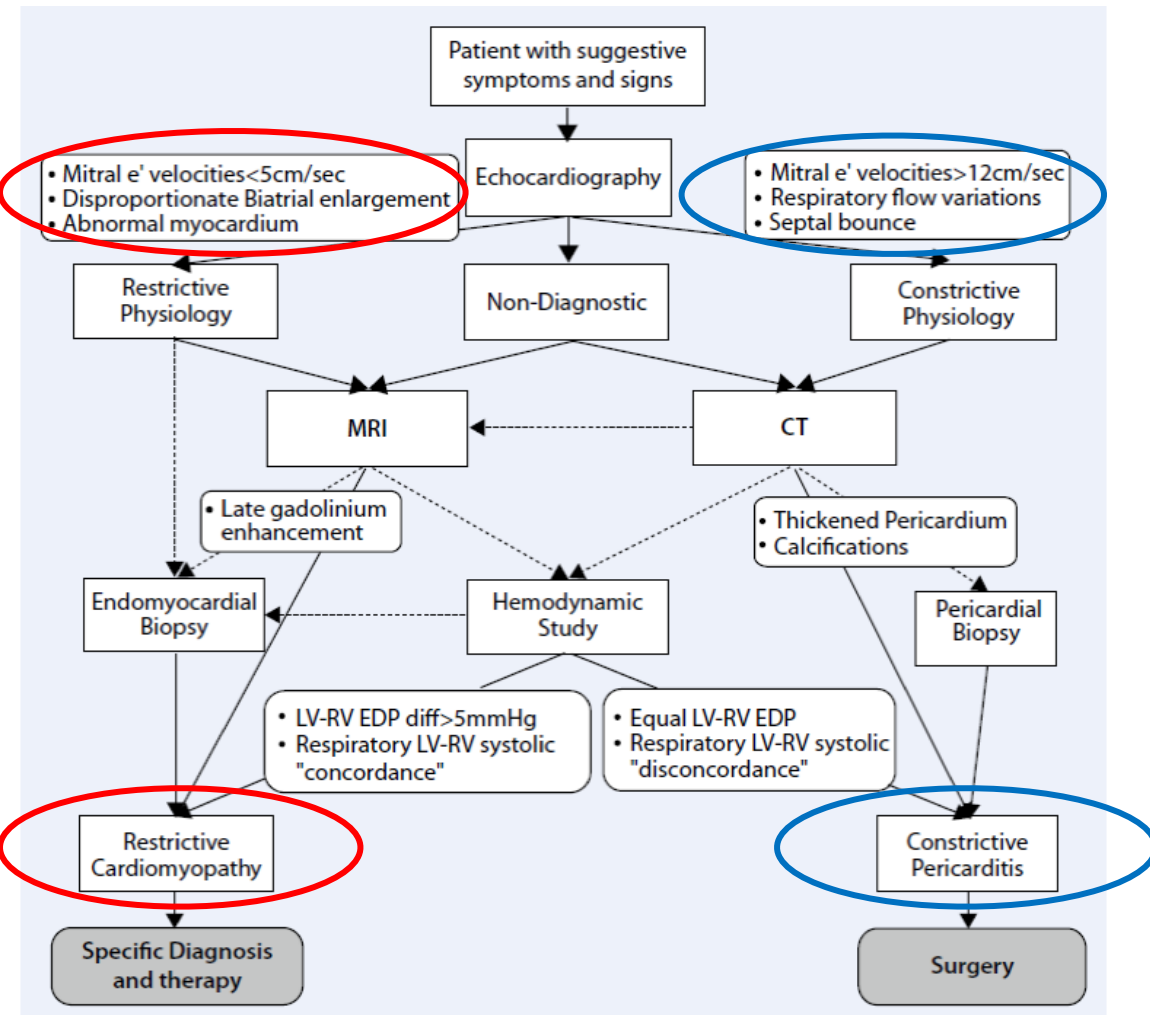 Patient with suggestive
symptoms and signs
• Mitral e' velocities<5cm/sec
• Disproportionate Biatrial enlargement
• Abnormal myocardium
Echocardiography
• Mitral e' velocities>12cm/sec
• Respiratory flow variations
• Septal bounce
Restrictive
Physiology
Non-Diagnostic
Constrictive
Physiology
MRI
CT
• Late gadolinium
enhancement
• Thickened Pericardium
• Calcifications
Endomyocardial
Biopsy
Hemodynamic
Study
Pericardial
Biopsy
• LV-RV EDP diff>5mmHg
• Respiratory LV-RV systolic
"concordance"
• Equal LV-RV EDP
• Respiratory LV-RV systolic
"disconcordance"
Restrictive
Cardiomyopathy
Constrictive
Pericarditis
Specific Diagnosis
and therapy
Surgery